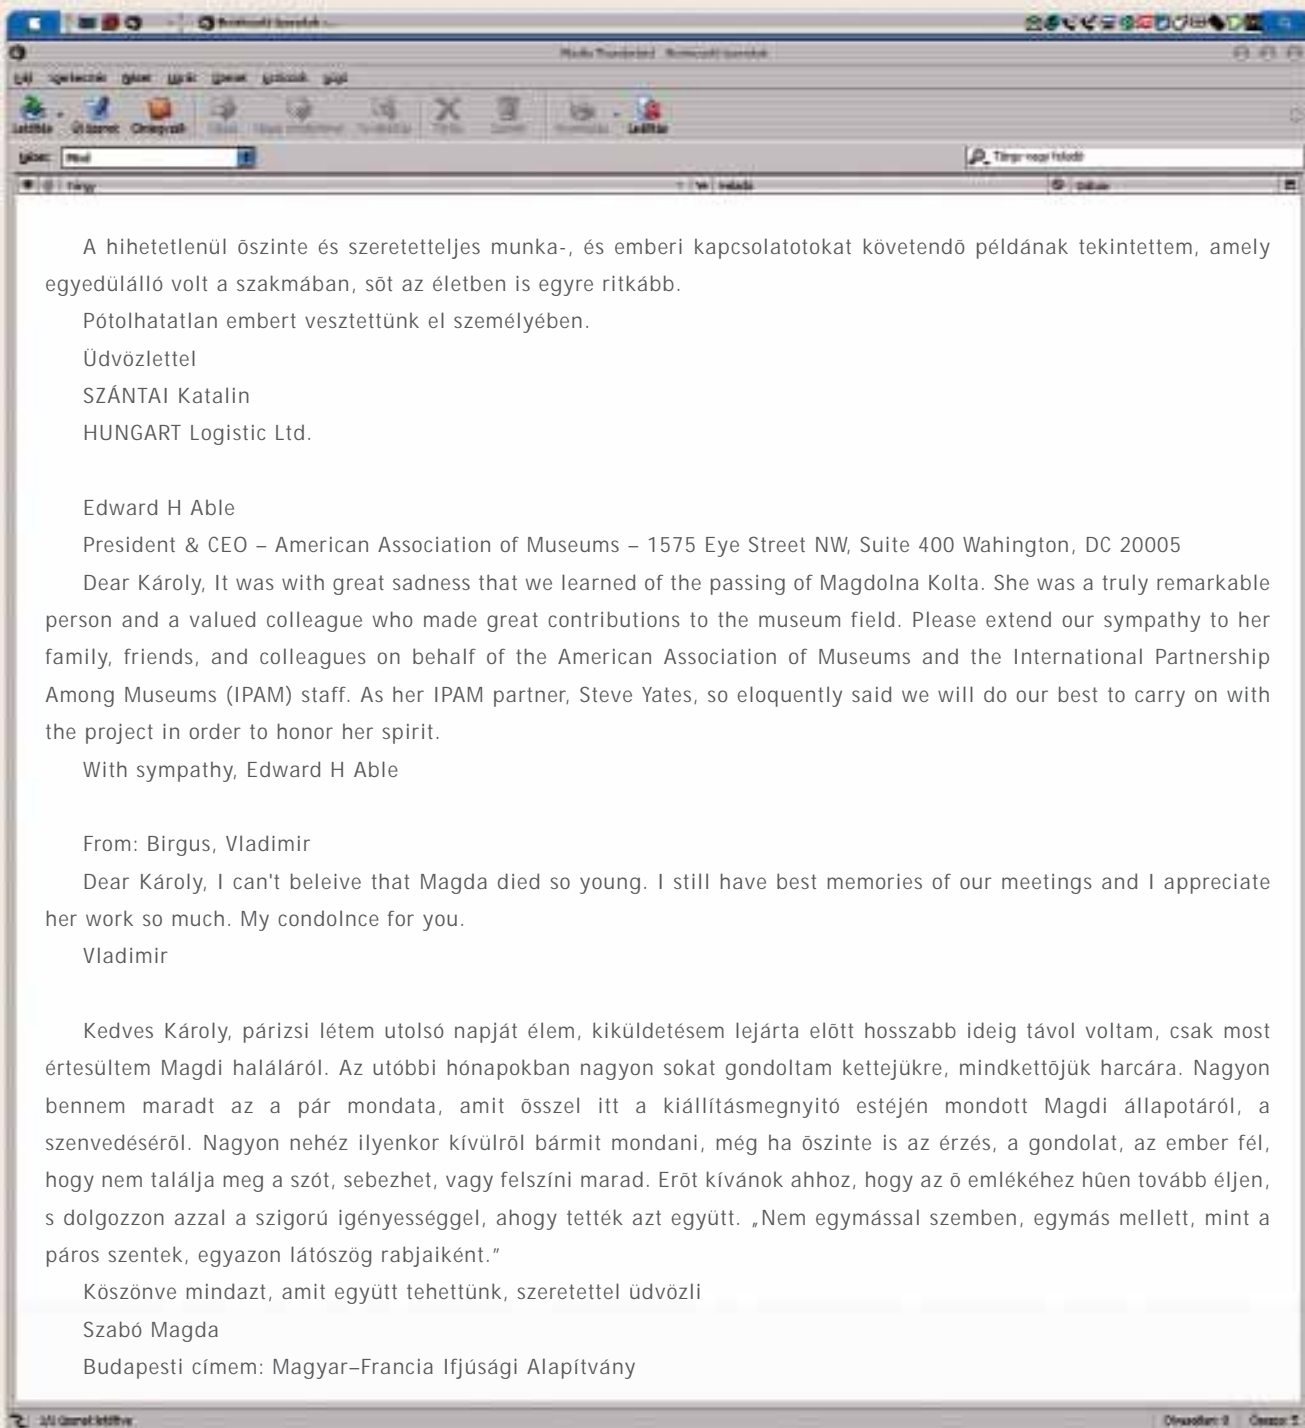 A hihetetlenül õszinte és szeretetteljes munka-, és emberi kapcsolatotokat követendõ példának tekintettem, amely
egyedülálló volt a szakmában, sõt az életben is egyre ritkább.
Pótolhatatlan embert vesztettünk el személyében.
Üdvözlettel
SZÁNTAI Katalin
HUNGART Logistic Ltd.
Edward H Able
President & CEO – American Association of Museums – 1575 Eye Street NW, Suite 400 Wahington, DC 20005
Dear Károly, It was with great sadness that we learned of the passing of Magdolna Kolta. She was a truly remarkable
person and a valued colleague who made great contributions to the museum field. Please extend our sympathy to her
family, friends, and colleagues on behalf of the American Association of Museums and the International Partnership
Among Museums (IPAM) staff. As her IPAM partner, Steve Yates, so eloquently said we will do our best to carry on with
the project in order to honor her spirit.
With sympathy, Edward H Able
From: Birgus, Vladimir
Dear Károly, I can't beleive that Magda died so young. I still have best memories of our meetings and I appreciate
her work so much. My condolnce for you.
Vladimir
Kedves Károly, párizsi létem utolsó napját élem, kiküldetésem lejárta elõtt hosszabb ideig távol voltam, csak most
értesültem Magdi haláláról. Az utóbbi hónapokban nagyon sokat gondoltam kettejükre, mindkettõjük harcára. Nagyon
bennem maradt az a pár mondata, amit õsszel itt a kiállításmegnyitó estéjén mondott Magdi állapotáról, a
szenvedésérõl. Nagyon nehéz ilyenkor kívülrõl bármit mondani, még ha õszinte is az érzés, a gondolat, az ember fél,
hogy nem találja meg a szót, sebezhet, vagy felszíni marad. Erõt kívánok ahhoz, hogy az õ emlékéhez hûen tovább éljen,
s dolgozzon azzal a szigorú igényességgel, ahogy tették azt együtt. „Nem egymással szemben, egymás mellett, mint a
páros szentek, egyazon látószög rabjaiként.”
Köszönve mindazt, amit együtt tehettünk, szeretettel üdvözli
Szabó Magda
Budapesti címem: Magyar–Francia Ifjúsági Alapítvány